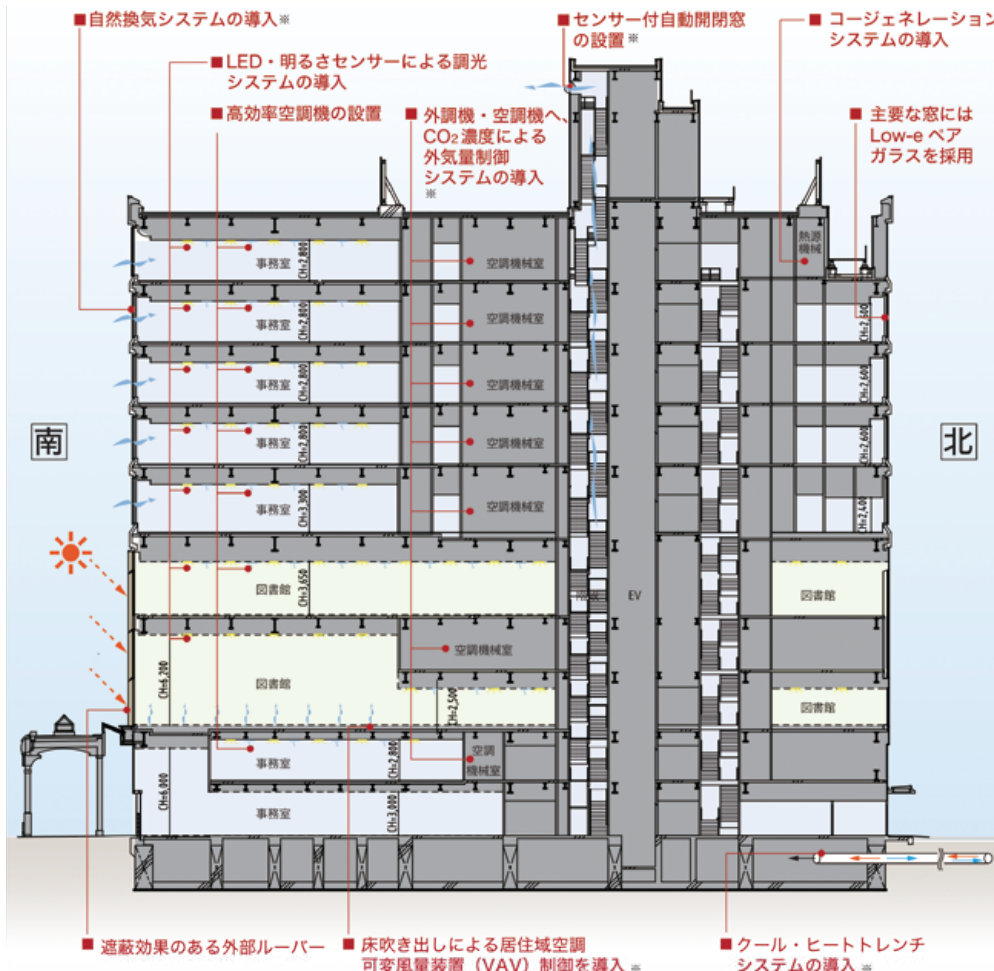 ■ 自然換気システムの導入※
■ センサー付自動開閉窓
の設置※
■ コージェネレーション
システムの導入
■ LED・明るさセンサーによる調光
システムの導入
■ 高効率空調機の設置
■ 外調機・空調機へ、
CO₂濃度による
外気量制御
システムの導入
※
■ 主要な窓には
Low-e ペア
ガラスを採用
熱源
機械
事務室
CH=2,800
空調機械室
事務室
CH=2,800
空調機械室
CH=2,600
事務室
CH=2,800
空調機械室
CH=2,600
南
北
事務室
CH=2,800
空調機械室
CH=2,600
事務室
CH=3,300
空調機械室
CH=2,400
図書館
CH=3,650
EV
図書館
空調機械室
図書館
CH=6,200
CH=2,500
図書館
事務室
CH=2,800
空調
機械室
CH=6,000
事務室
CH=3,000
■ 遮蔽効果のある外部ルーバー
■ 床吹き出しによる居住域空調
可変風量装置（VAV）制御を導入※
■ クール・ヒートトレンチ
システムの導入※